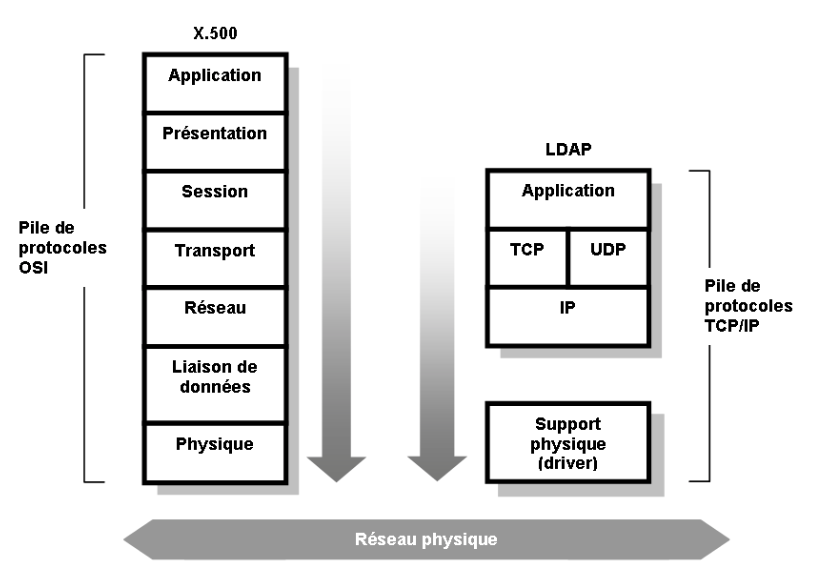 X.500
Application
Présentation
Session
Transport
Réseau
Liaison de
données
Physique
Pile de
protocoles
OSI
LDAP
Application
TCP
UDP
IP
Support
physique
(driver)
Pile de
protocoles
TCP/IP
Réseau physique